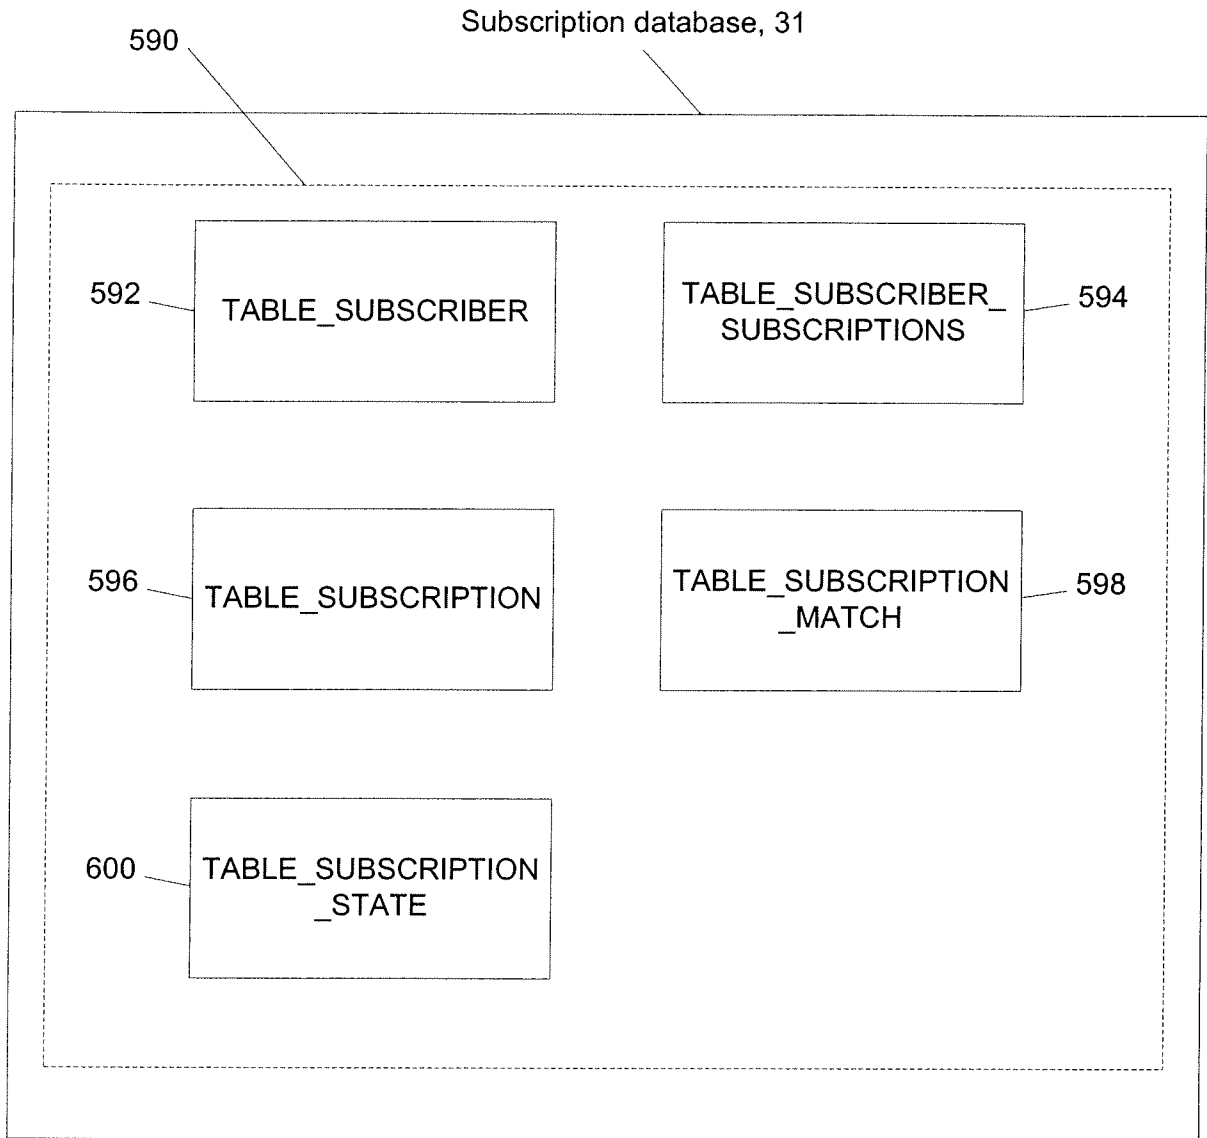 Subscription database, 31
590
592
TABLE_SUBSCRIBER
TABLE_SUBSCRIBER_
SUBSCRIPTIONS
594
596
TABLE_SUBSCRIPTION
TABLE_SUBSCRIPTION
_MATCH
598
600
TABLE_SUBSCRIPTION
_STATE